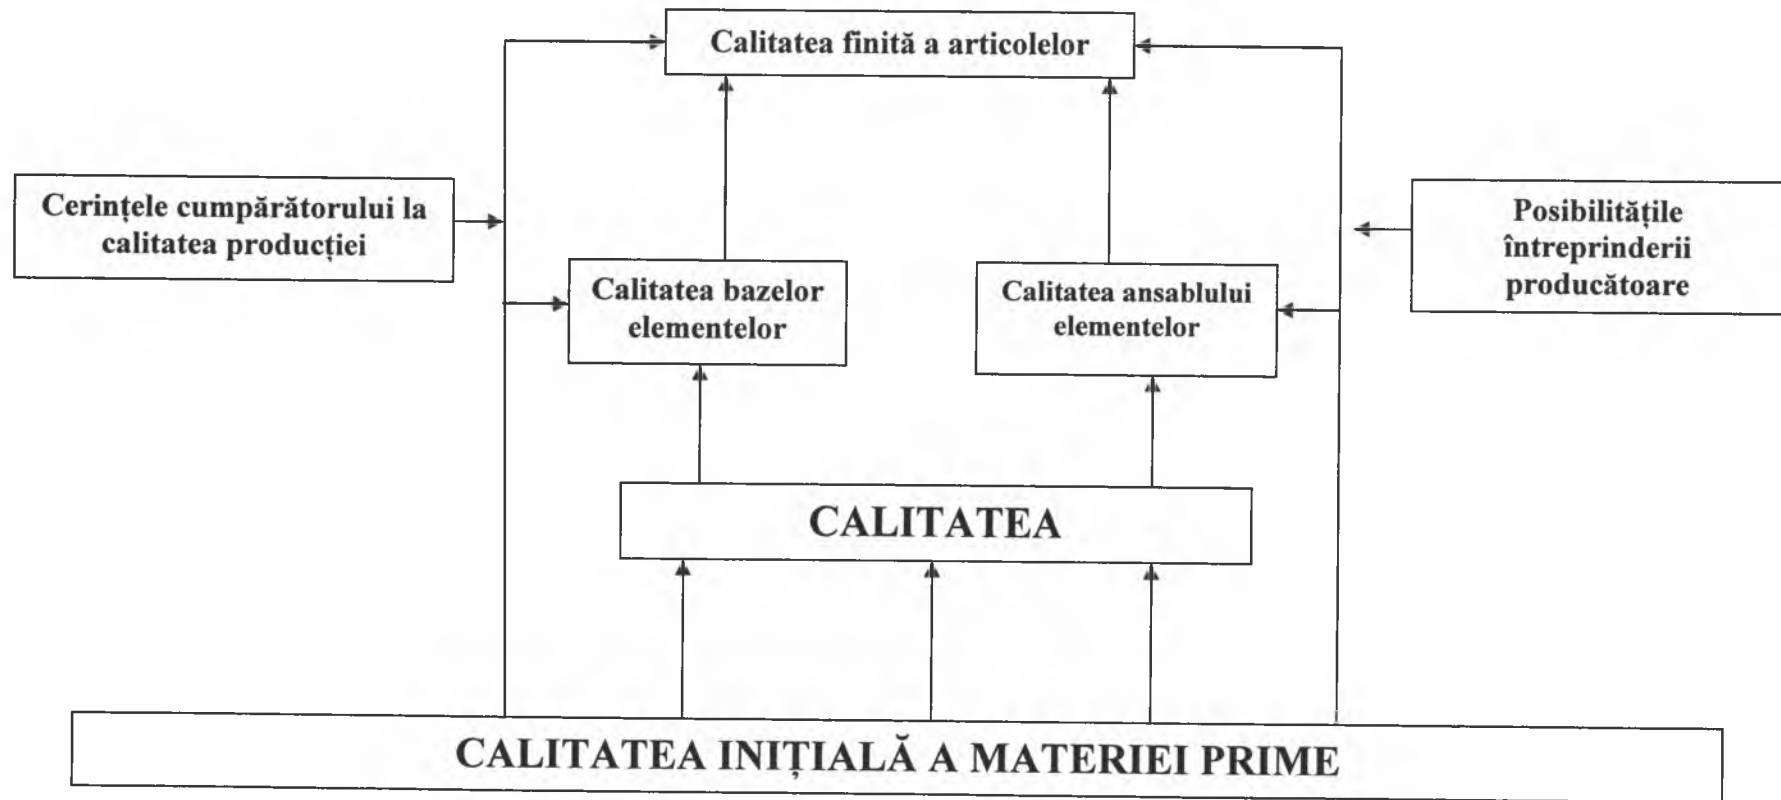 Calitatea finită a articolelor
Cerințele cumpărătorului la
calitatea producției
Posibilitățile
întreprinderii
producătoare
Calitatea bazelor
elementelor
Calitatea ansablului
elementelor
CALITATEA
CALITATEA INIȚIALĂ A MATERIEI PRIME